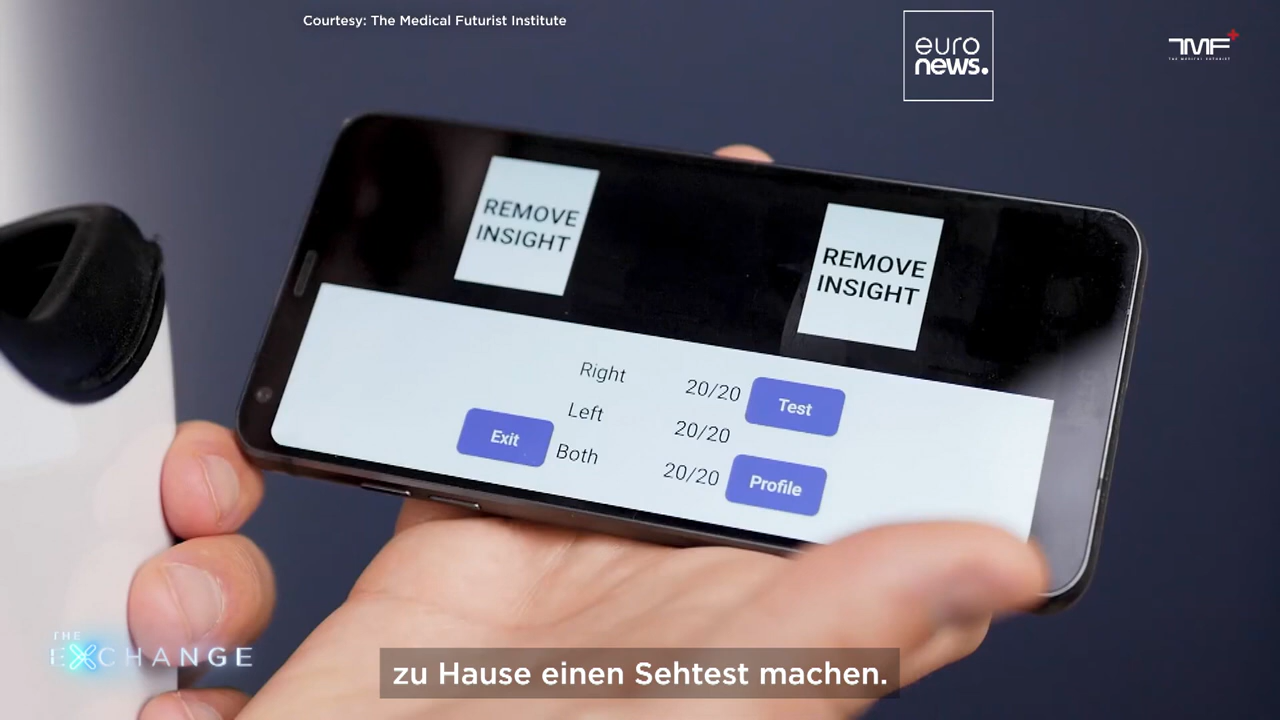 Courtesy: The Medical Futurist Institute
euro
news.
TMF
THE MEDICAL FUTURIST
REMOVE
INSIGHT
REMOVE
INSIGHT
Right 20/20 Test
Left 20/20
Exit
Both 20/20 Profile
THE
EXCHANGE
zu Hause einen Sehtest machen.